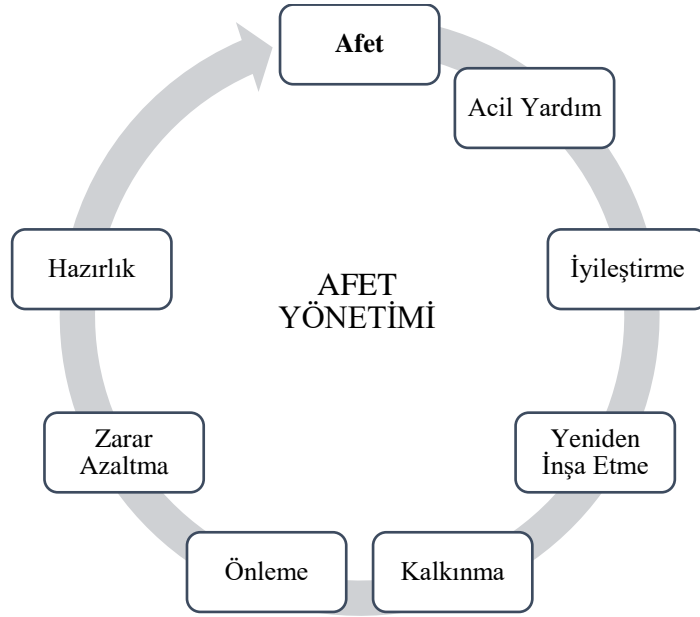 Afet
Acil Yardım
İyileştirme
Yeniden
İnşa Etme
Kalkınma
Önleme
Zarar
Azaltma
Hazırlık
AFET
YÖNETİMİ